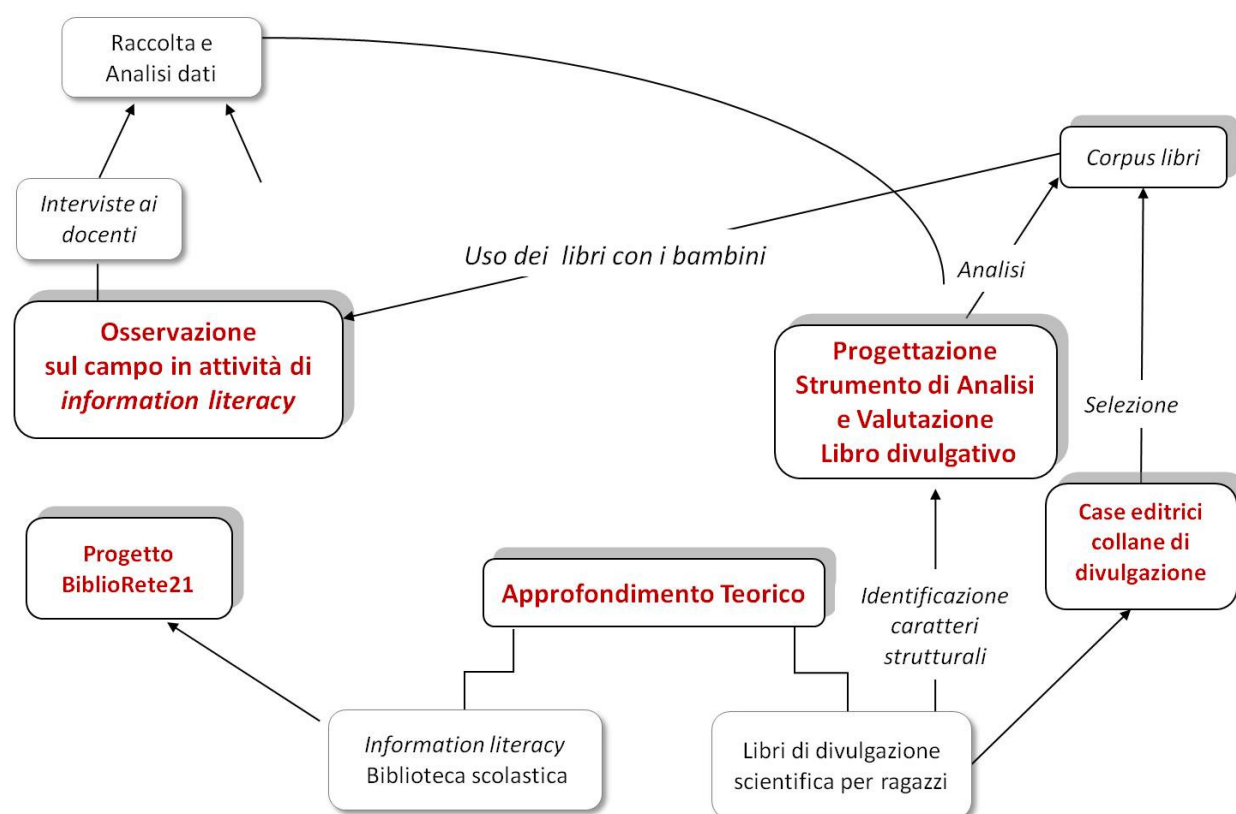 Raccolta e
Analisi dati
Corpus libri
Interviste ai
docenti
Uso dei libri con i bambini
Analisi
Osservazione
sul campo in attività di
information literacy
Progettazione
Strumento di Analisi
e Valutazione
Libro divulgativo
Selezione
Case editrici
collane di
divulgazione
Progetto
BiblioRete21
Approfondimento Teorico
Identificazione
caratteri
strutturali
Information literacy
Biblioteca scolastica
Libri di divulgazione
scientifica per ragazzi